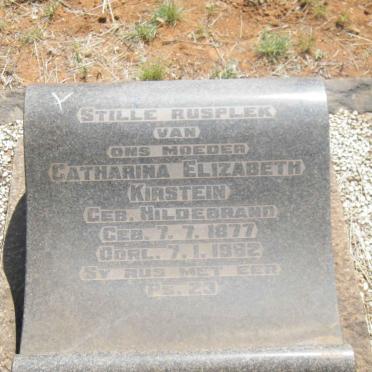 STILLE RUSPLEK
VAN
ONS MOEDER
CATHARINA ELIZABETH
KIRSTEIN
GEB. HILDEBRAND
GEB. 7. 7. 1877
OORL. 7. 1. 1952
SY RUS MET EER
GES. 23